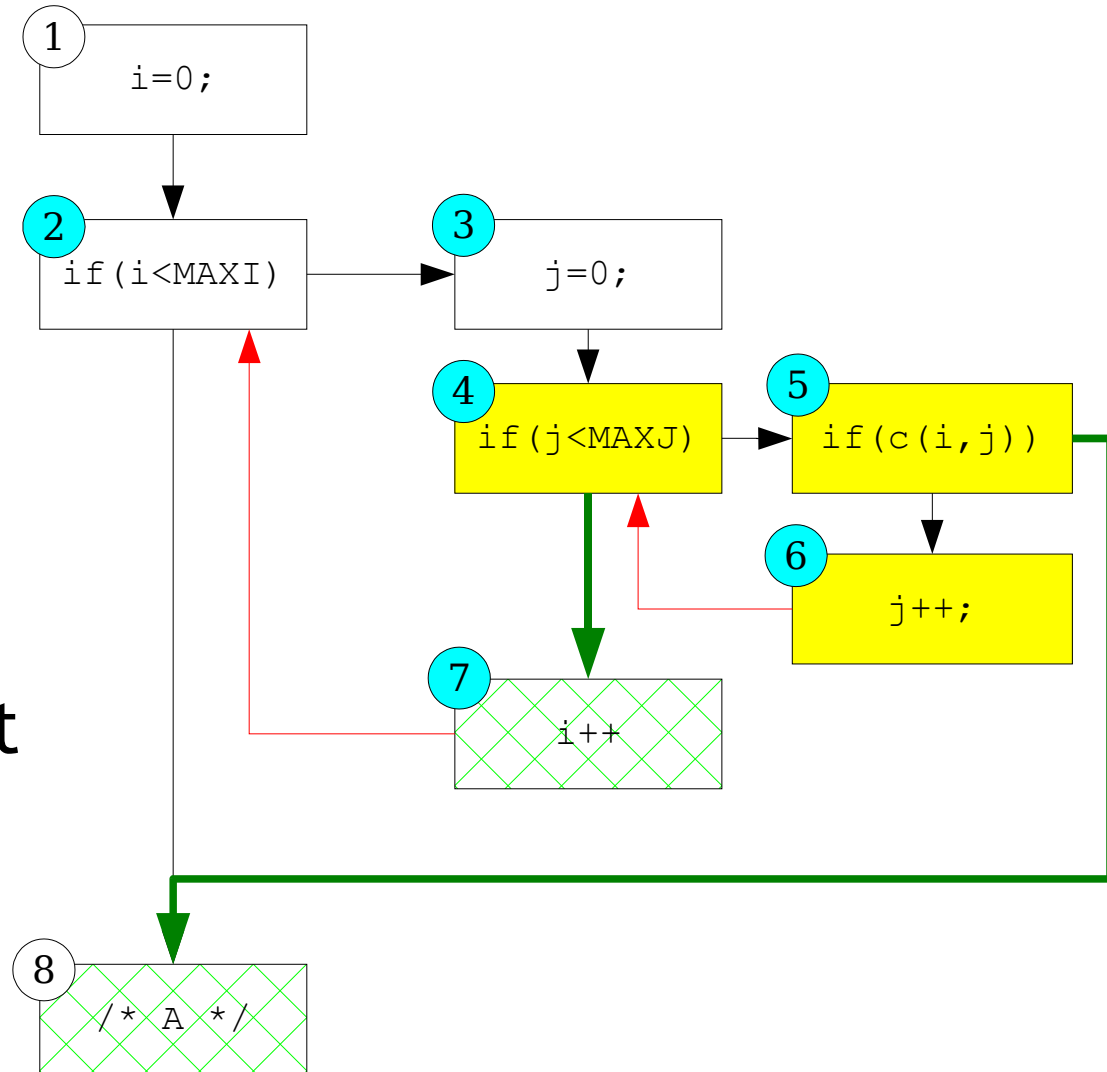 1
i=0;
2
if(i<MAXI)
3
j=0;
4
if(j<MAXJ)
5
if(c(i,j))
6
j++;
7
i++
t
8
/* A */